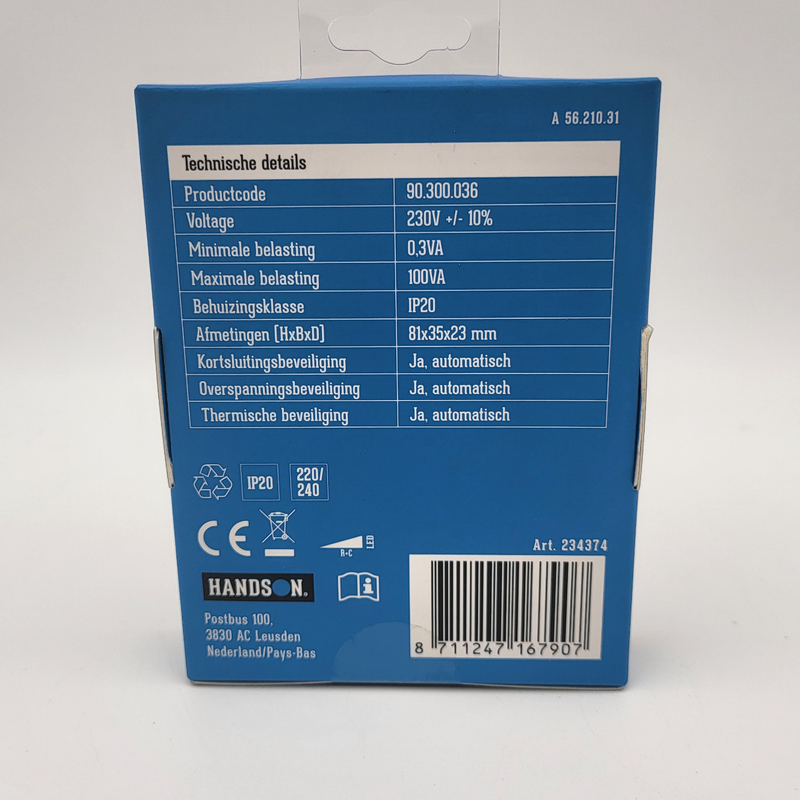 A 56.210.31
Technische details
Productcode 90.300.036
Voltage 230V +/- 10%
Minimale belasting 0,3VA
Maximale belasting 100VA
Behuizingsklasse IP20
Afmetingen (HxBxD) 81x35x23 mm
Kortsluitingsbeveiliging Ja, automatisch
Overspanningsbeveiliging Ja, automatisch
Thermische beveiliging Ja, automatisch
IP20
220/
240
CE
R+C
LED
Art. 234374
HANDSON.
Postbus 100,
3830 AC Leusden
Nederland/Pays-Bas
8 711247 167907